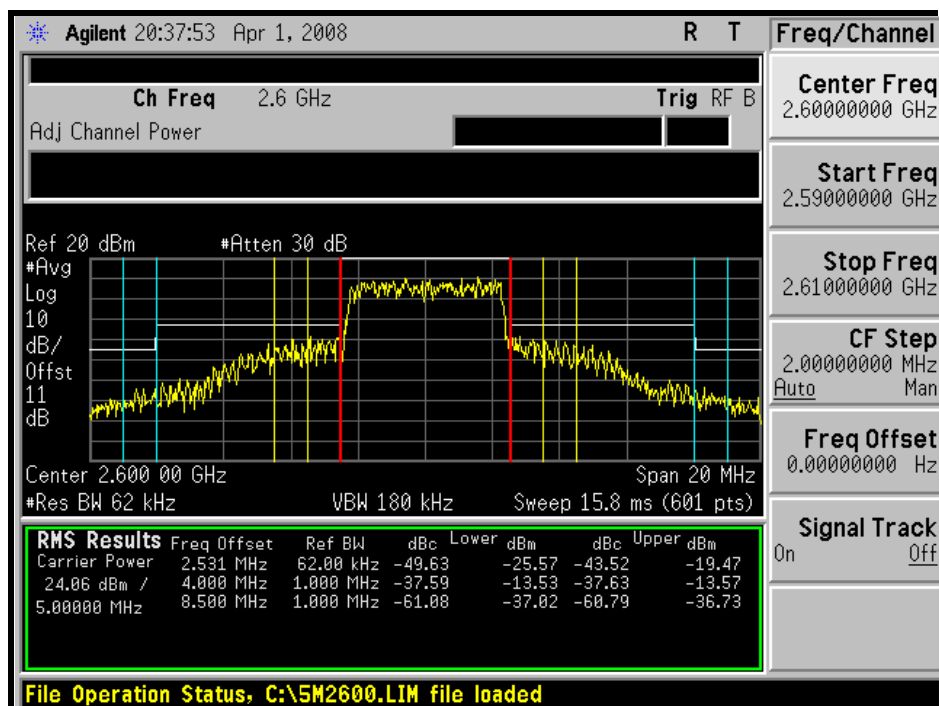 Agilent 20:37:53 Apr 1, 2008 R T
Ch Freq 2.6 GHz Trig RF B
Adj Channel Power
Ref 20 dBm #Atten 30 dB
#Avg
Log
10
dB/
Offst
11
dB
Center 2.600 00 GHz Span 20 MHz
#Res BW 62 kHz VBW 180 kHz Sweep 15.8 ms (601 pts)
RMS Results Freq Offset Ref BW dBc Lower dBm dBc Upper dBm
Carrier Power 2.531 MHz 62.00 kHz -49.63 -25.57 -43.52 -19.47
24.06 dBm / 4.000 MHz 1.000 MHz -37.59 -13.53 -37.63 -13.57
5.00000 MHz 8.500 MHz 1.000 MHz -61.08 -37.02 -60.79 -36.73
File Operation Status, C:\5M2600.LIM file loaded
Freq/Channel
Center Freq
2.60000000 GHz
Start Freq
2.59000000 GHz
Stop Freq
2.61000000 GHz
CF Step
2.00000000 MHz
Auto Man
Freq Offset
0.00000000 Hz
Signal Track
On Off